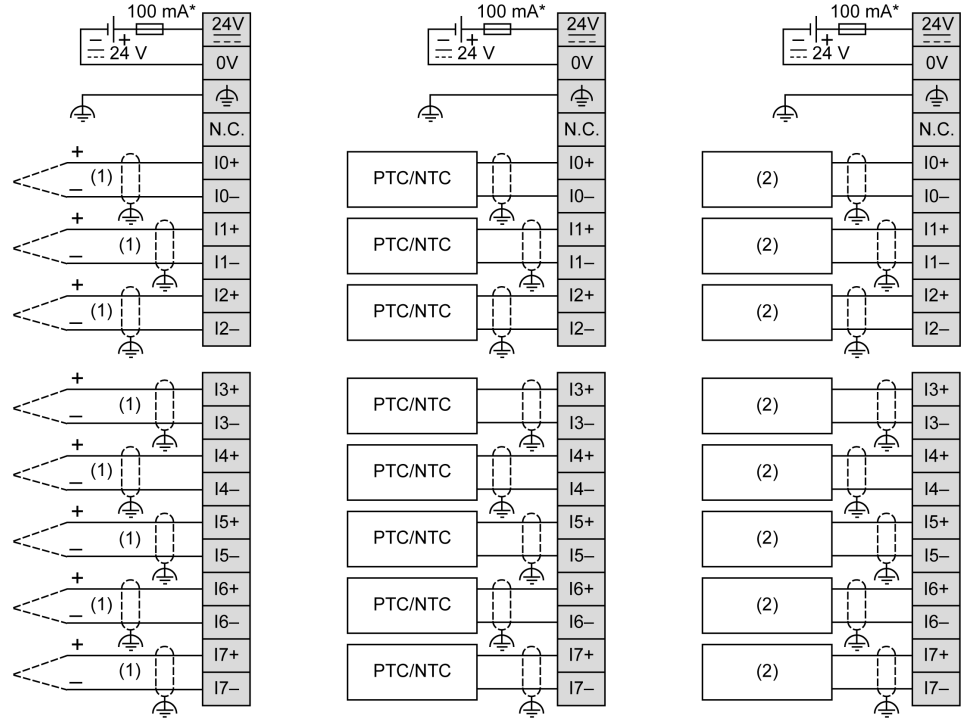 100 mA* 24V 100 mA* 24V 100 mA* 24V
– + – + – +
24 V 0V 24 V 0V 24 V 0V
N.C. N.C. N.C.
+ (1) – I0+ PTC/NTC I0+ (2) I0+
I0– I0– I0–
+ (1) – I1+ PTC/NTC I1+ (2) I1+
I1– I1– I1–
+ (1) – I2+ PTC/NTC I2+ (2) I2+
I2– I2– I2–
+ (1) – I3+ PTC/NTC I3+ (2) I3+
I3– I3– I3–
+ (1) – I4+ PTC/NTC I4+ (2) I4+
I4– I4– I4–
+ (1) – I5+ PTC/NTC I5+ (2) I5+
I5– I5– I5–
+ (1) – I6+ PTC/NTC I6+ (2) I6+
I6– I6– I6–
+ (1) – I7+ PTC/NTC I7+ (2) I7+
I7– I7– I7–